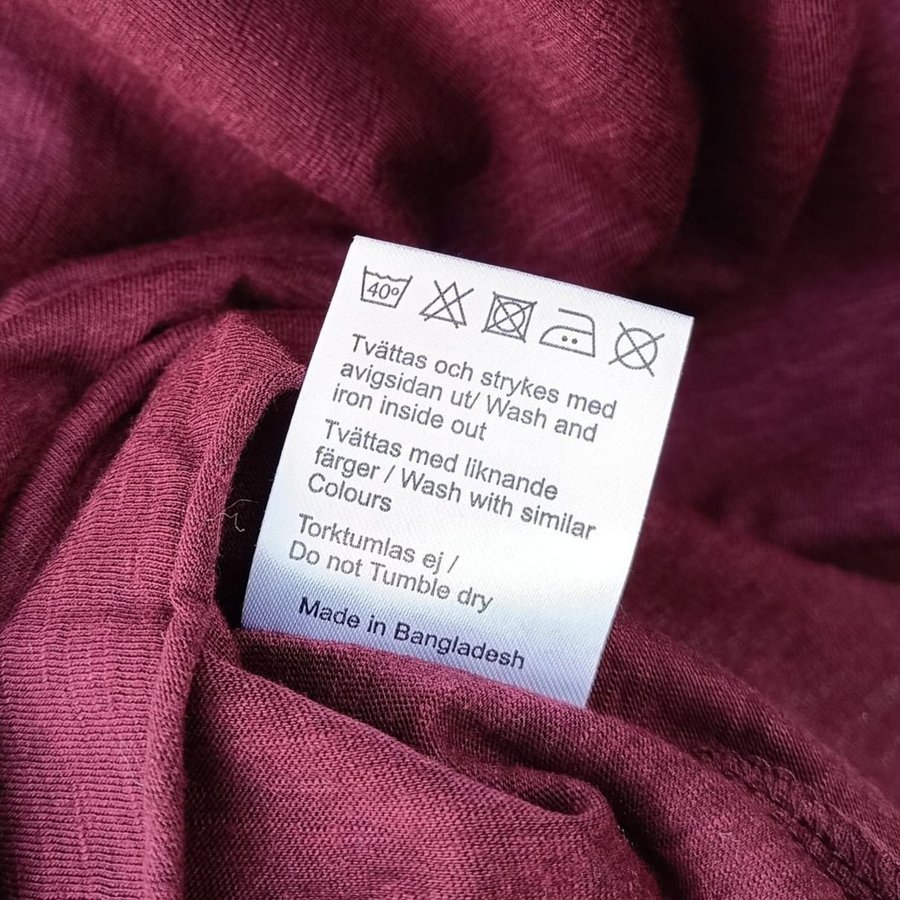 40º
Tvättas och strykes med
avigsidan ut/ Wash and
iron inside out
Tvättas med liknande
färger / Wash with similar
Colours
Torktumlas ej /
Do not Tumble dry
Made in Bangladesh